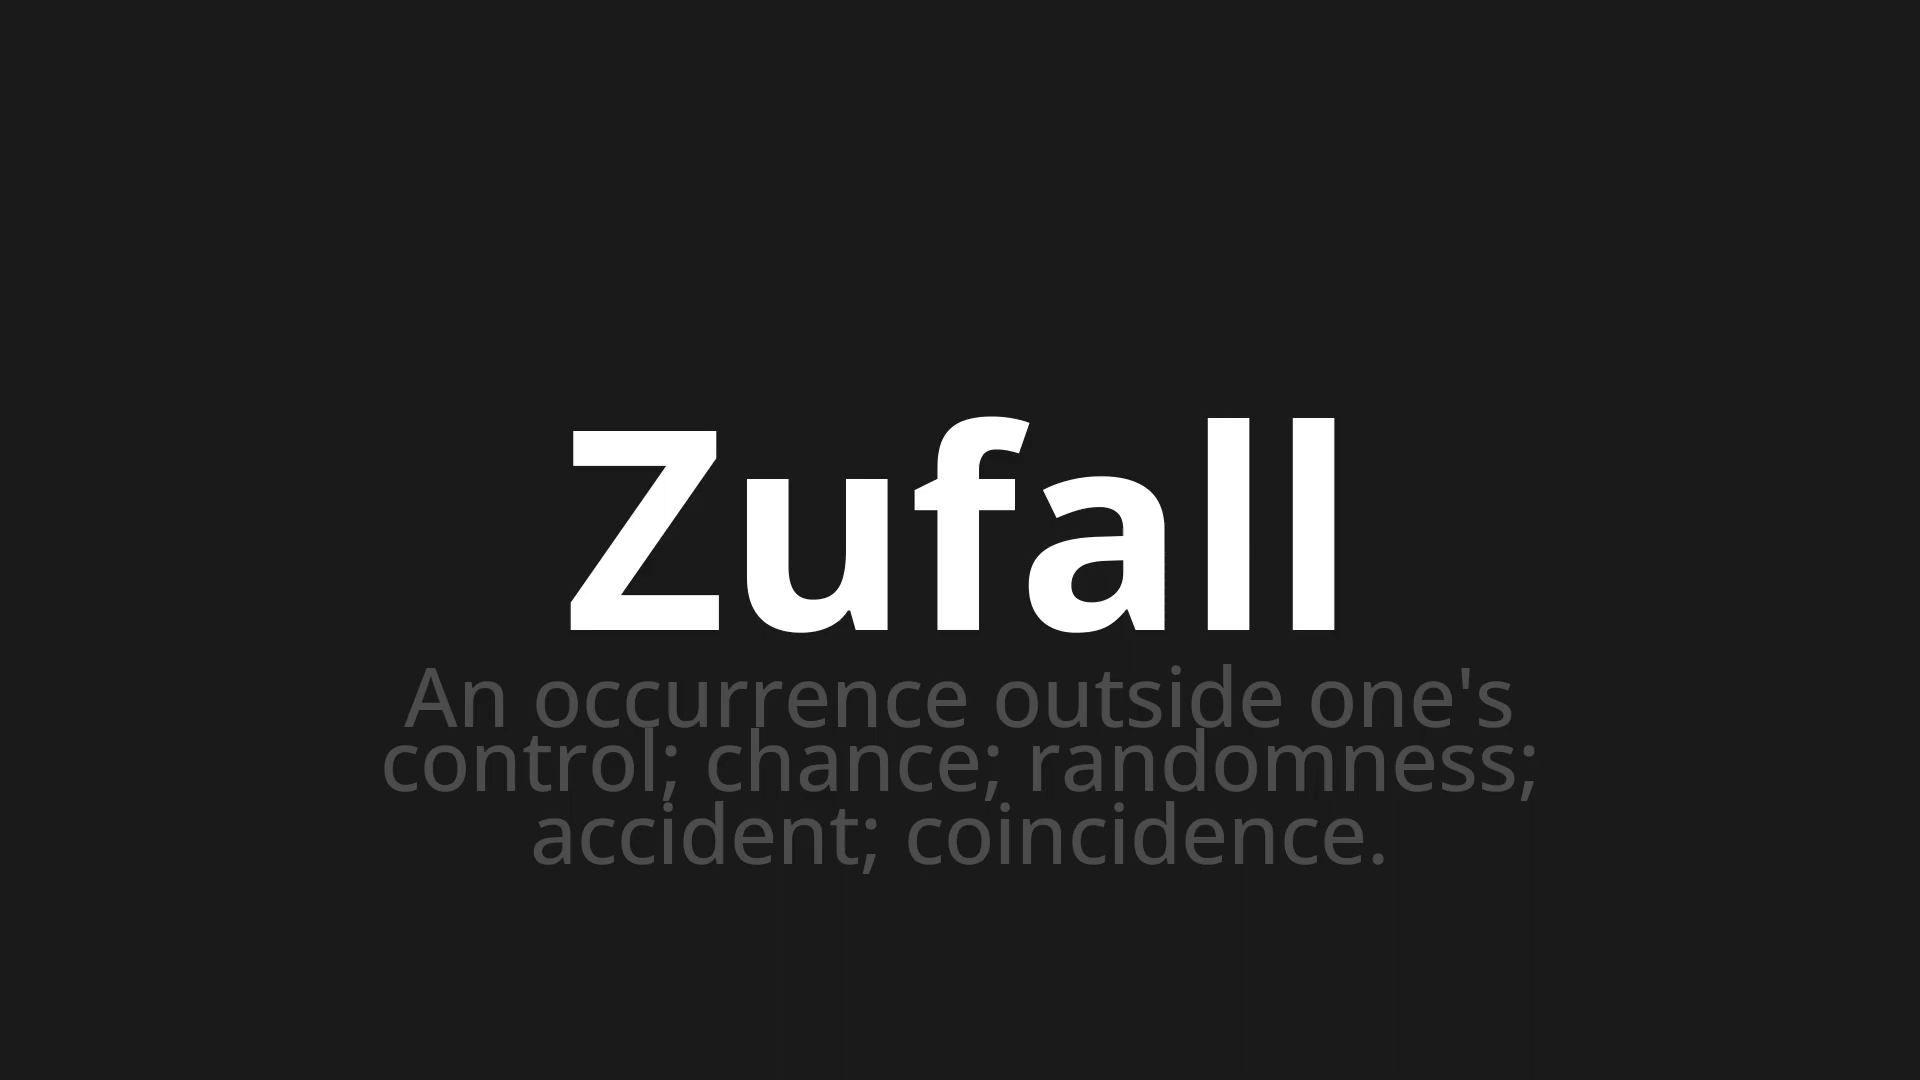 Zufall
An occurrence outside one's
control; chance; randomness;
accident; coincidence.